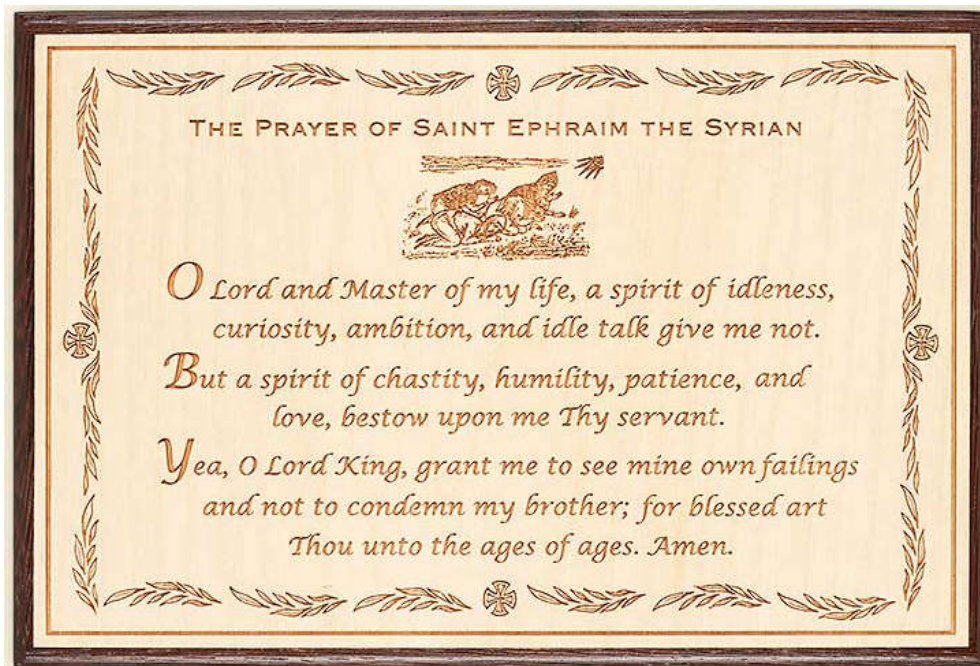 THE PRAYER OF SAINT EPHRAIM THE SYRIAN
O Lord and Master of my life, a spirit of idleness,
curiosity, ambition, and idle talk give me not.
But a spirit of chastity, humility, patience, and
love, bestow upon me Thy servant.
Yea, O Lord King, grant me to see mine own failings
and not to condemn my brother; for blessed art
Thou unto the ages of ages. Amen.